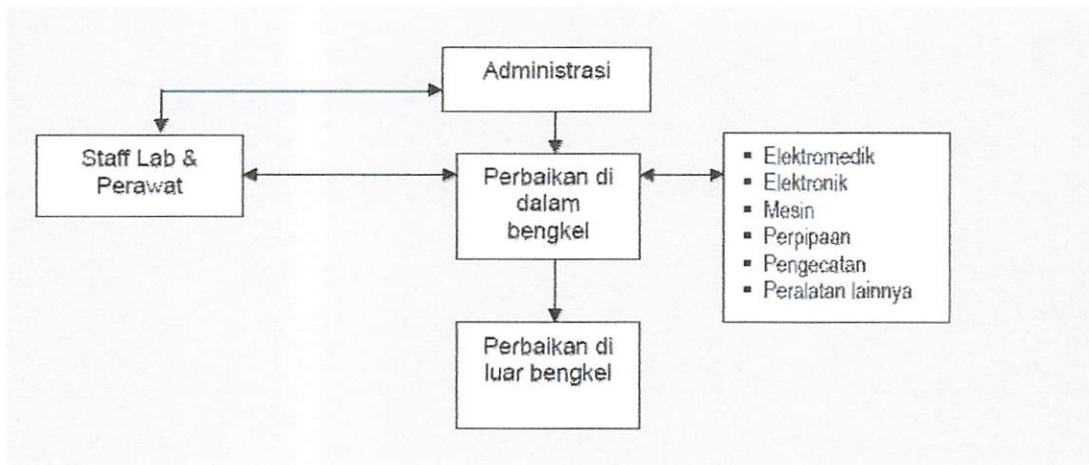 Administrasi
Staff Lab &
Perawat
Perbaikan di
dalam
bengkel
▪ Elektromedik
▪ Elektronik
▪ Mesin
▪ Perpipaan
▪ Pengecatan
▪ Peralatan lainnya
Perbaikan di
luar bengkel